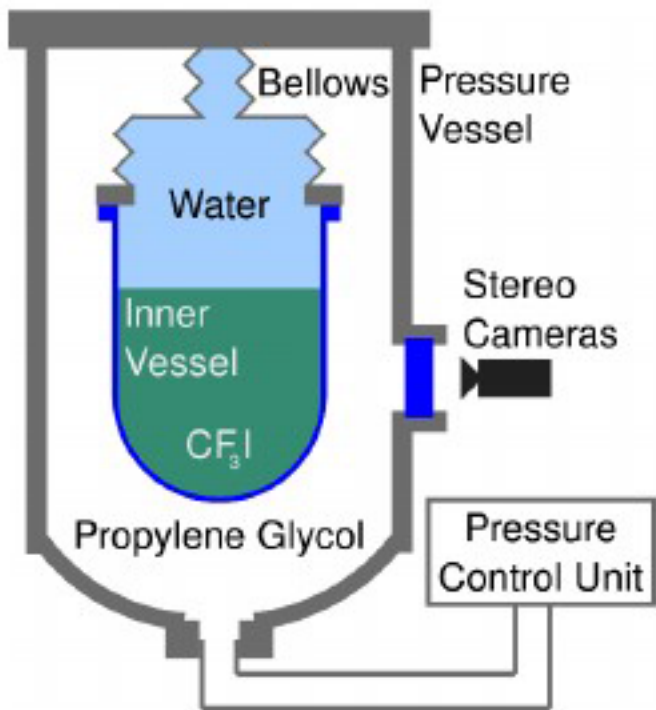 Bellows
Pressure
Vessel
Water
Stereo
Cameras
Inner
Vessel
CF₃I
Propylene Glycol
Pressure
Control Unit